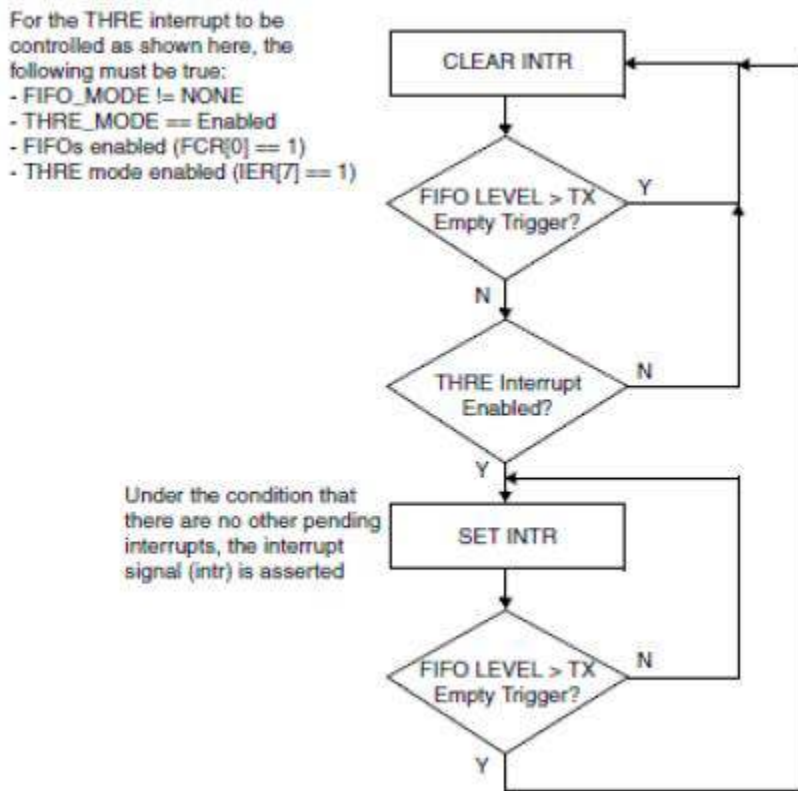 For the THRE interrupt to be
controlled as shown here, the
following must be true:
- FIFO_MODE != NONE
- THRE_MODE == Enabled
- FIFOs enabled (FCR[0] == 1)
- THRE mode enabled (IER[7] == 1)
CLEAR INTR
FIFO LEVEL > TX
Empty Trigger?
Y
N
THRE Interrupt
Enabled?
N
Y
Under the condition that
there are no other pending
interrupts, the interrupt
signal (intr) is asserted
SET INTR
FIFO LEVEL > TX
Empty Trigger?
N
Y